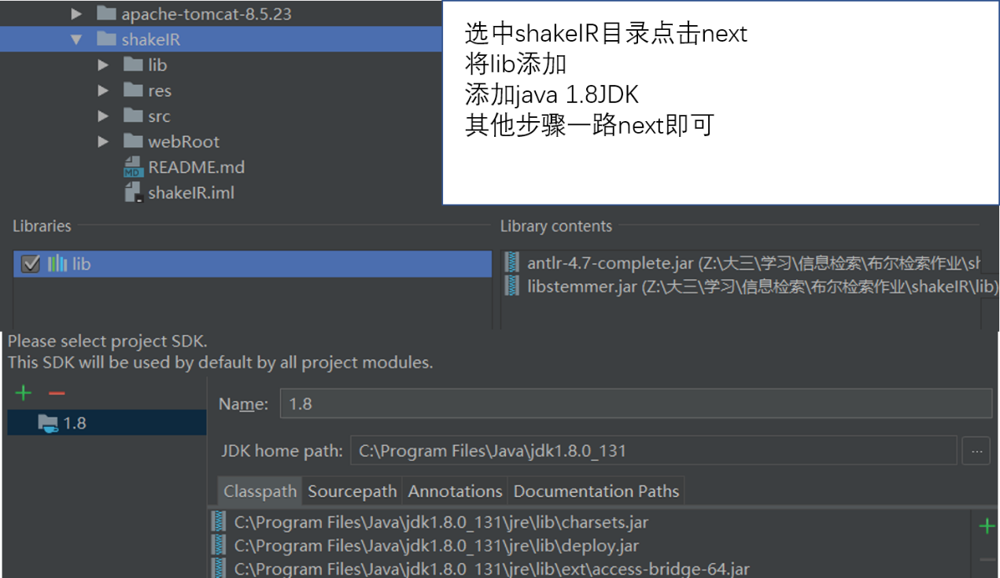 apache-tomcat-8.5.23
shakeIR
lib
res
src
webRoot
README.md
shakeIR.iml
选中shakeIR目录点击next
将lib添加
添加java 1.8JDK
其他步骤一路next即可
Libraries
lib
Library contents
antlr-4.7-complete.jar (Z:\大三\学习\信息检索\布尔检索作业\sh
libstemmer.jar (Z:\大三\学习\信息检索\布尔检索作业\shakeIR\lib)
Please select project SDK.
This SDK will be used by default by all project modules.
1.8
Name: 1.8
JDK home path: C:\Program Files\Java\jdk1.8.0_131
...
Classpath Sourcepath Annotations Documentation Paths
C:\Program Files\Java\jdk1.8.0_131\jre\lib\charsets.jar
C:\Program Files\Java\jdk1.8.0_131\jre\lib\deploy.jar
C:\Program Files\Java\jdk1.8.0_131\jre\lib\ext\access-bridge-64.jar